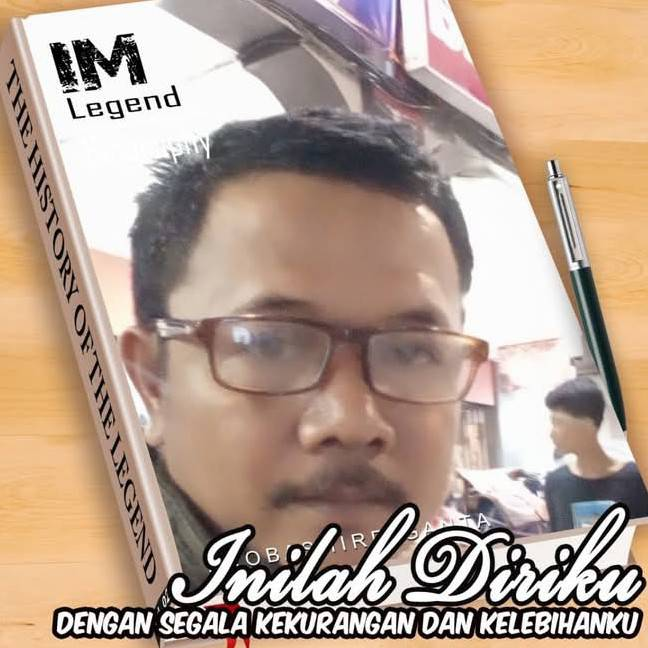 IM
Legend
THE HISTORY OF THE LEGEND
Inilah Diriku
DENGAN SEGALA KEKURANGAN DAN KELEBIHANKU